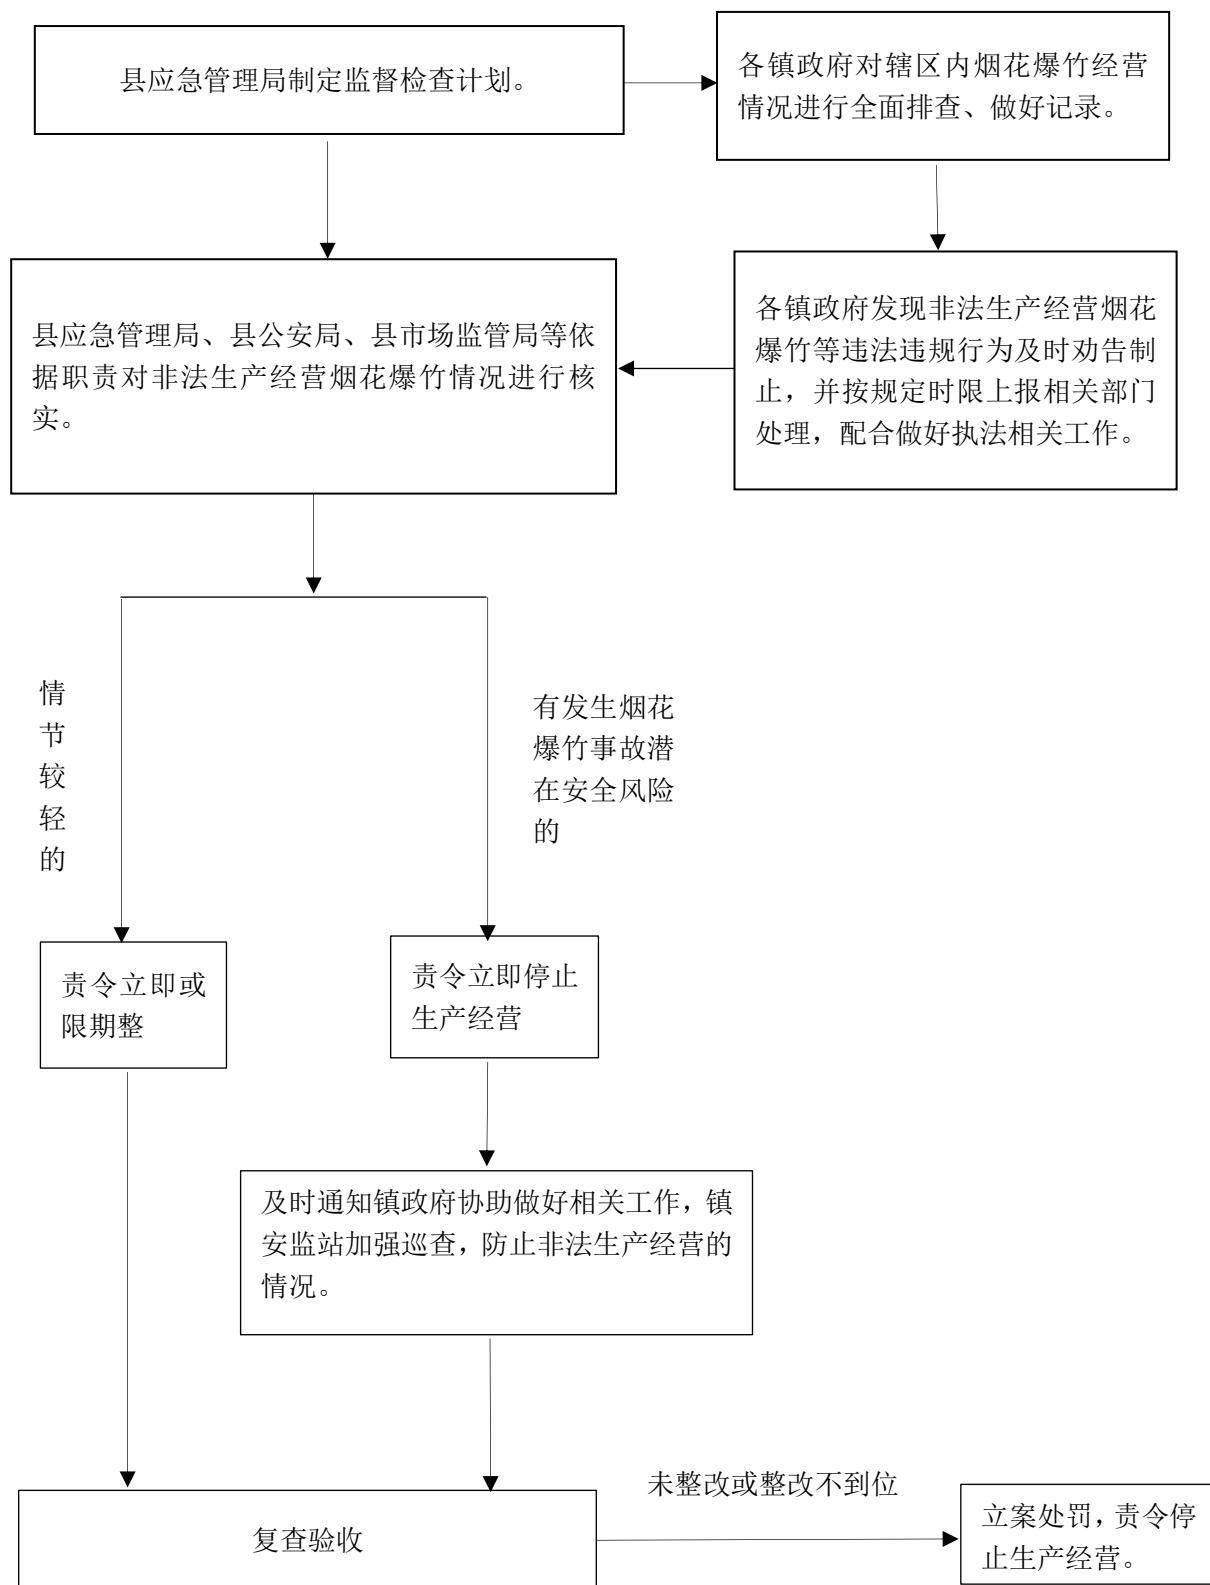 县应急管理局制定监督检查计划。
各镇政府对辖区内烟花爆竹经营
情况进行全面排查、做好记录。
县应急管理局、县公安局、县市场监管局等依
据职责对非法生产经营烟花爆竹情况进行核
实。
各镇政府发现非法生产经营烟花
爆竹等违法违规行为及时劝告制
止，并按规定时限上报相关部门
处理，配合做好执法相关工作。
情
节
较
轻
的
有发生烟花
爆竹事故潜
在安全风险
的
责令立即或
限期整
责令立即停止
生产经营
及时通知镇政府协助做好相关工作，镇
安监站加强巡查，防止非法生产经营的
情况。
复查验收
未整改或整改不到位
立案处罚，责令停
止生产经营。